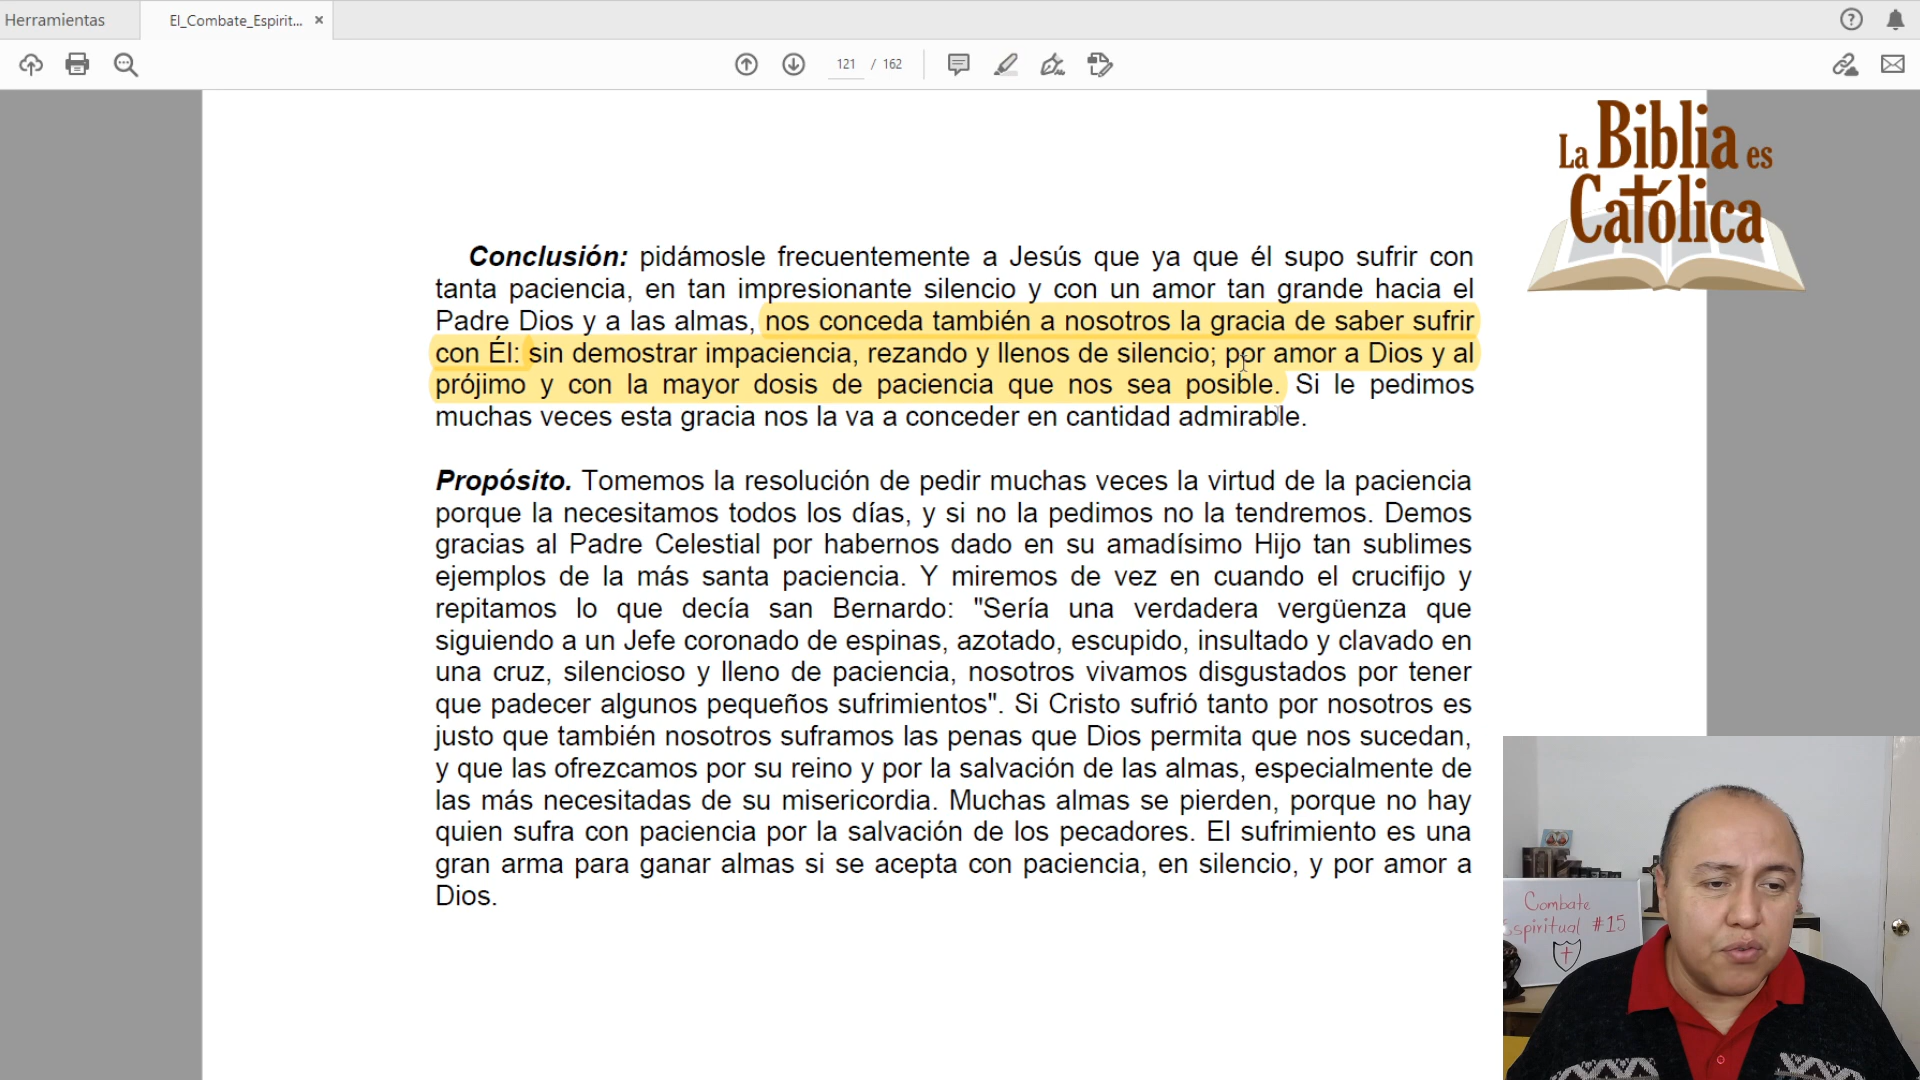 Herramientas
El_Combate_Espirit... ×
121 / 162
La Biblia es
Católica
Conclusión: pidámosle frecuentemente a Jesús que ya que él supo sufrir con
tanta paciencia, en tan impresionante silencio y con un amor tan grande hacia el
Padre Dios y a las almas, nos conceda también a nosotros la gracia de saber sufrir
con Él: sin demostrar impaciencia, rezando y llenos de silencio; por amor a Dios y al
prójimo y con la mayor dosis de paciencia que nos sea posible. Si le pedimos
muchas veces esta gracia nos la va a conceder en cantidad admirable.
Propósito. Tomemos la resolución de pedir muchas veces la virtud de la paciencia
porque la necesitamos todos los días, y si no la pedimos no la tendremos. Demos
gracias al Padre Celestial por habernos dado en su amadísimo Hijo tan sublimes
ejemplos de la más santa paciencia. Y miremos de vez en cuando el crucifijo y
repitamos lo que decía san Bernardo: "Sería una verdadera vergüenza que
siguiendo a un Jefe coronado de espinas, azotado, escupido, insultado y clavado en
una cruz, silencioso y lleno de paciencia, nosotros vivamos disgustados por tener
que padecer algunos pequeños sufrimientos". Si Cristo sufrió tanto por nosotros es
justo que también nosotros suframos las penas que Dios permita que nos sucedan,
y que las ofrezcamos por su reino y por la salvación de las almas, especialmente de
las más necesitadas de su misericordia. Muchas almas se pierden, porque no hay
quien sufra con paciencia por la salvación de los pecadores. El sufrimiento es una
gran arma para ganar almas si se acepta con paciencia, en silencio, y por amor a
Dios.
Combate
Espiritual #15